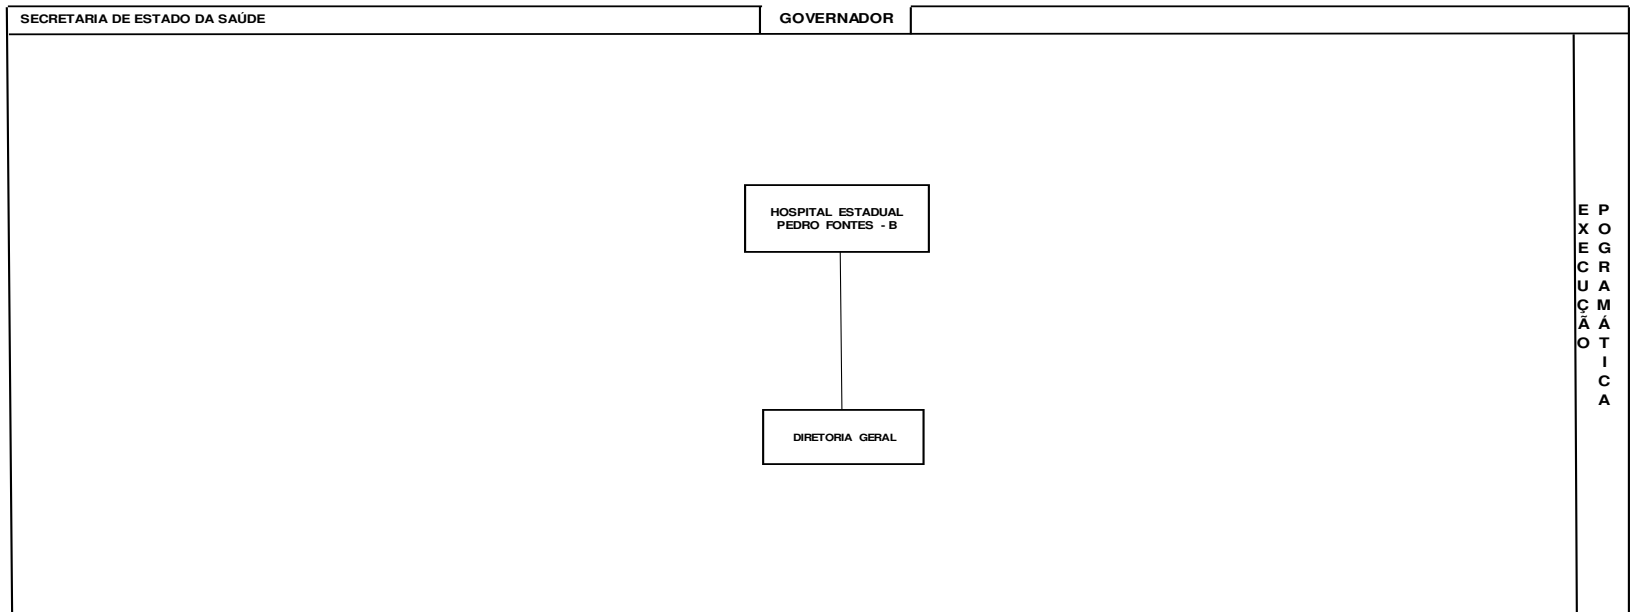 SECRETARIA DE ESTADO DA SAÚDE
GOVERNADOR
HOSPITAL ESTADUAL
PEDRO FONTES - B
DIRETORIA GERAL
EXECUÇÃO
POGRAMÁTICA